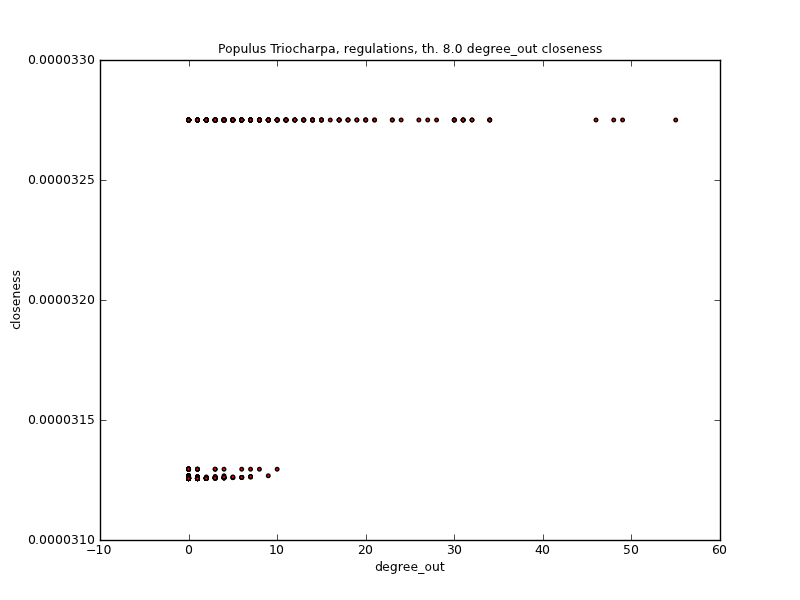 Populus Triocharpa, regulations, th. 8.0 degree_out closeness
0.0000330
0.0000325
0.0000320
0.0000315
0.0000310
closeness
−10 0 10 20 30 40 50 60
degree_out